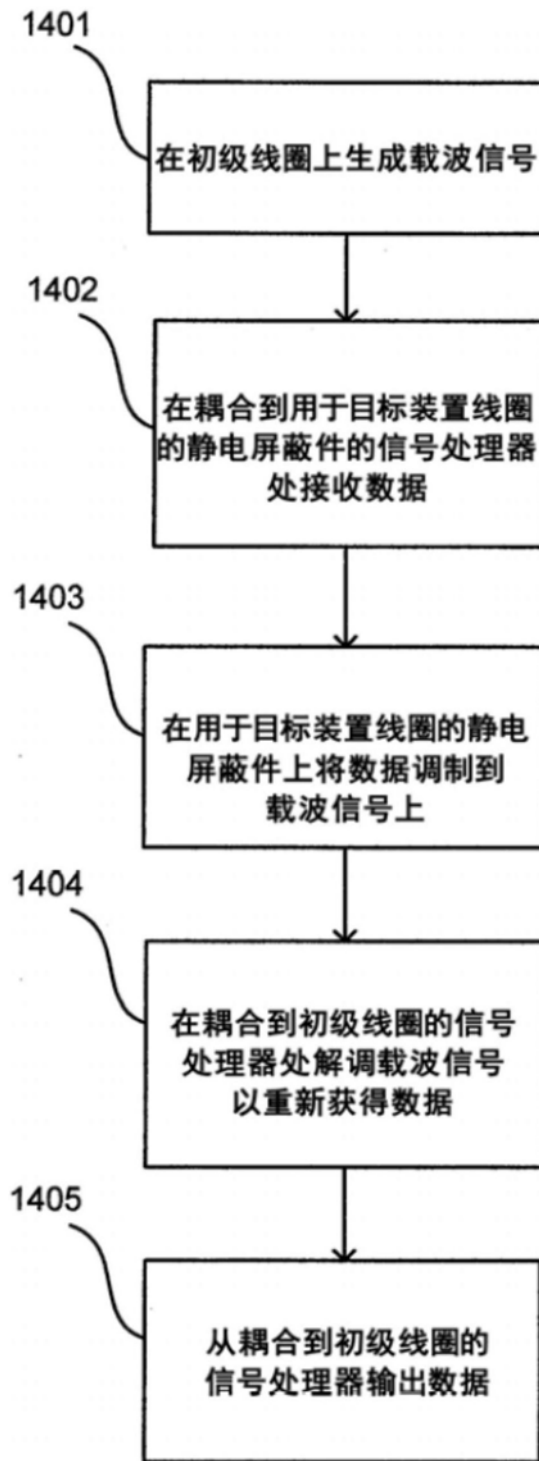 1401
在初级线圈上生成载波信号
1402
在耦合到用于目标装置线圈
的静电屏蔽件的信号处理器
处接收数据
1403
在用于目标装置线圈的静电
屏蔽件上将数据调制到
载波信号上
1404
在耦合到初级线圈的信号
处理器处解调载波信号
以重新获得数据
1405
从耦合到初级线圈的
信号处理器输出数据